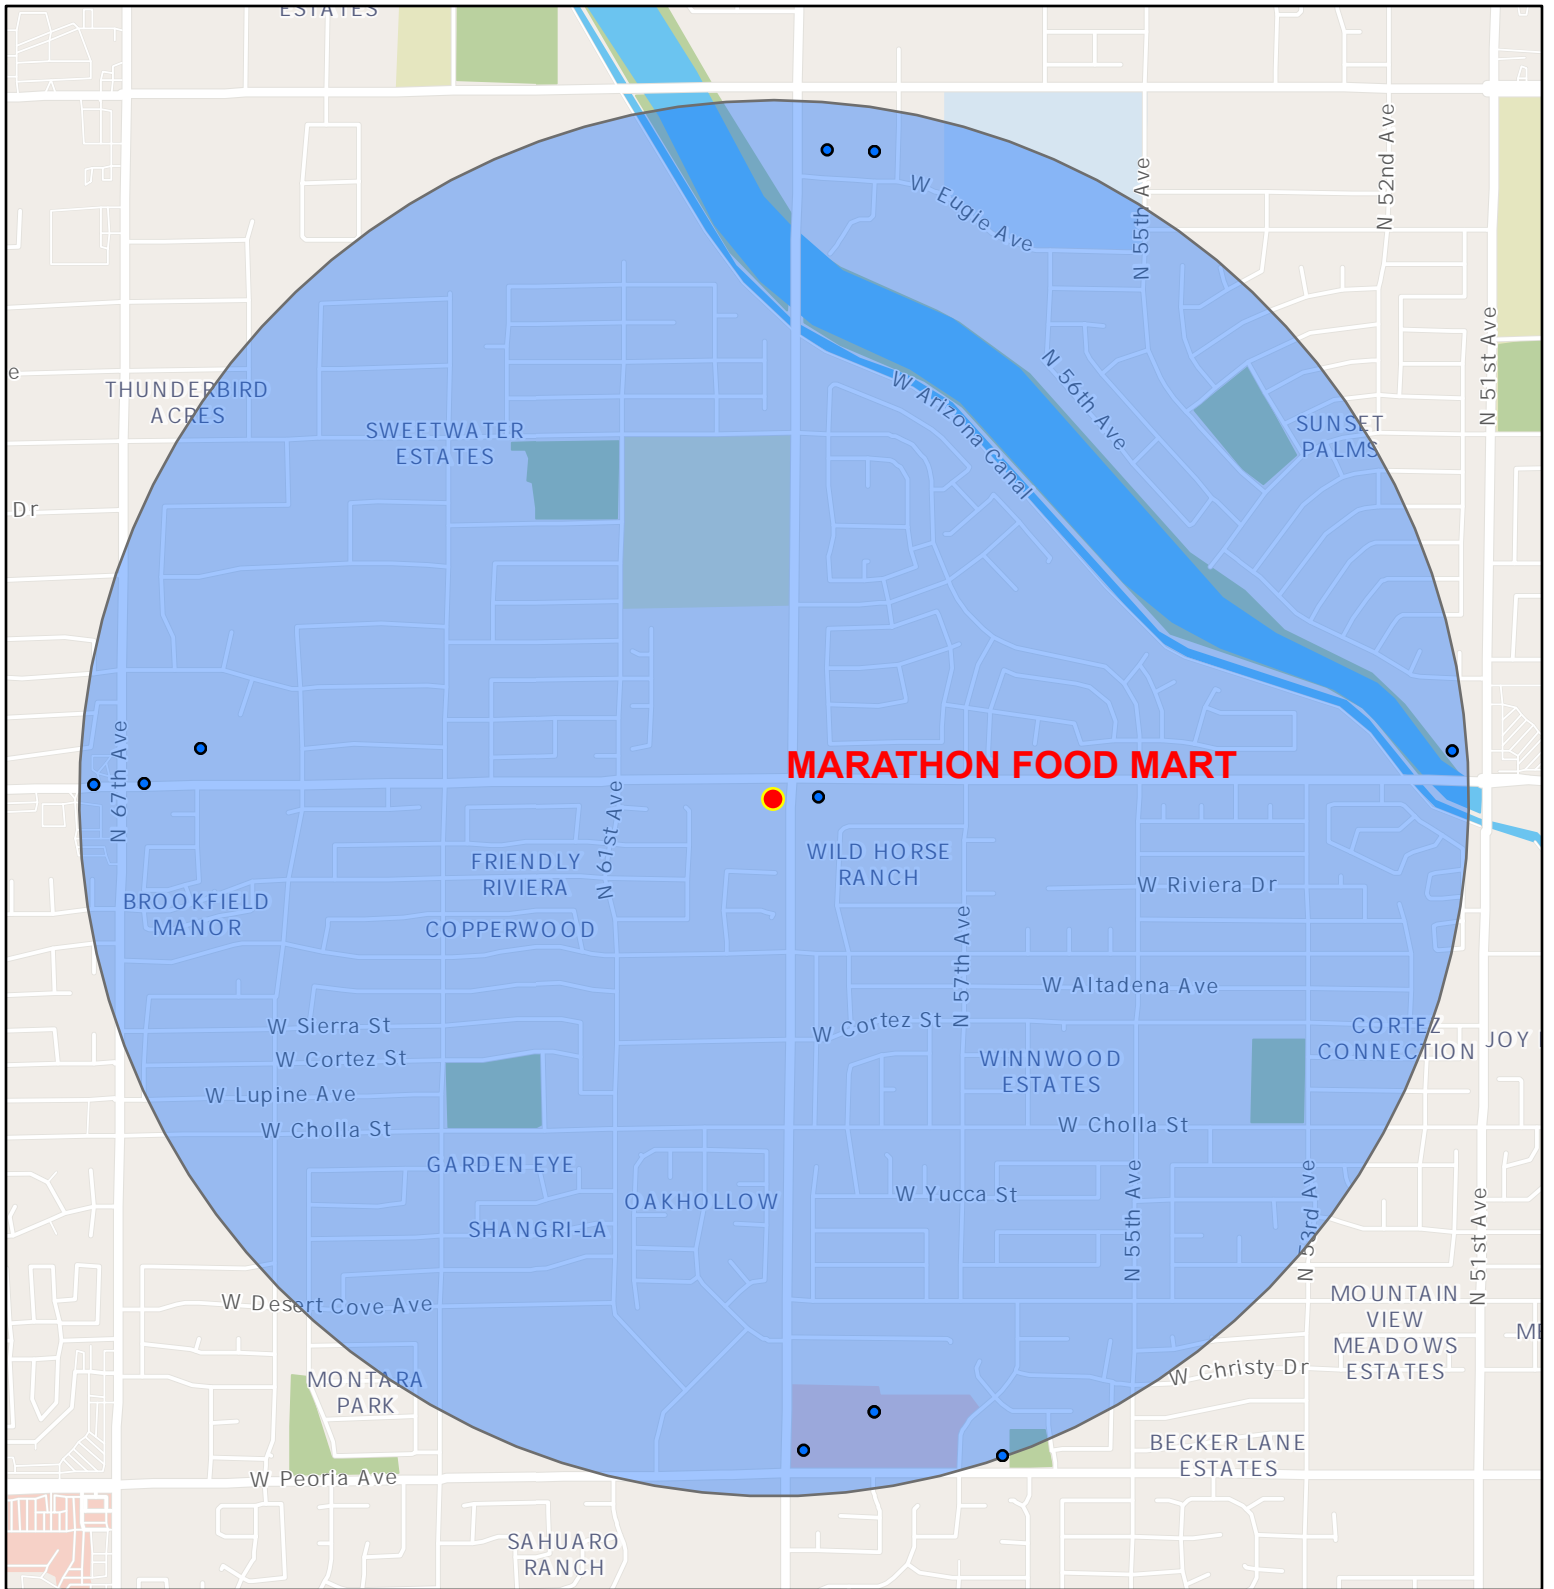 ESTATES
N 52nd Ave
N 55th Ave
W Eugie Ave
N 51st Ave
N 56th Ave
e
THUNDERBIRD
ACRES
W Arizona Canal
SWEETWATER
ESTATES
SUNSET
PALMS
Dr
N 67th Ave
MARATHON FOOD MART
N 61st Ave
FRIENDLY
RIVIERA
WILD HORSE
RANCH
W Riviera Dr
BROOKFIELD
MANOR
COPPERWOOD
N 57th Ave
W Altadena Ave
W Sierra St
W Cortez St
CORTEZ
CONNECTION
JOY
W Cortez St
WINNWOOD
ESTATES
W Lupine Ave
W Cholla St
W Cholla St
GARDEN EYE
OAKHOLLOW
W Yucca St
N 55th Ave
N 53rd Ave
N 51st Ave
SHANGRI-LA
W Desert Cove Ave
MOUNTAIN
VIEW
MEADOWS
ESTATES
MONTARA
PARK
W Christy Dr
BECKER LANE
ESTATES
W Peoria Ave
SAHUARO
RANCH